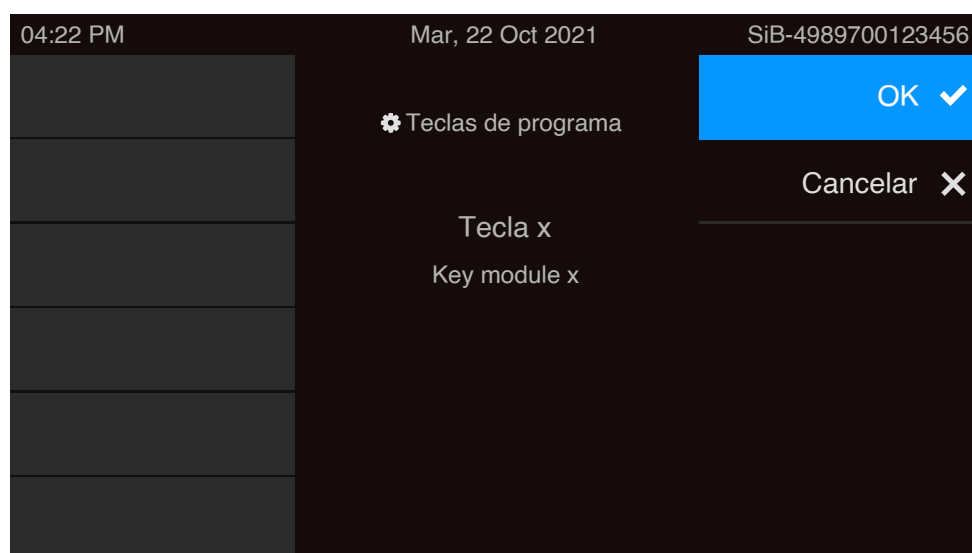 04:22 PM Mar, 22 Oct 2021 SiB-4989700123456
OK
Teclas de programa
Cancelar
Tecla x
Key module x